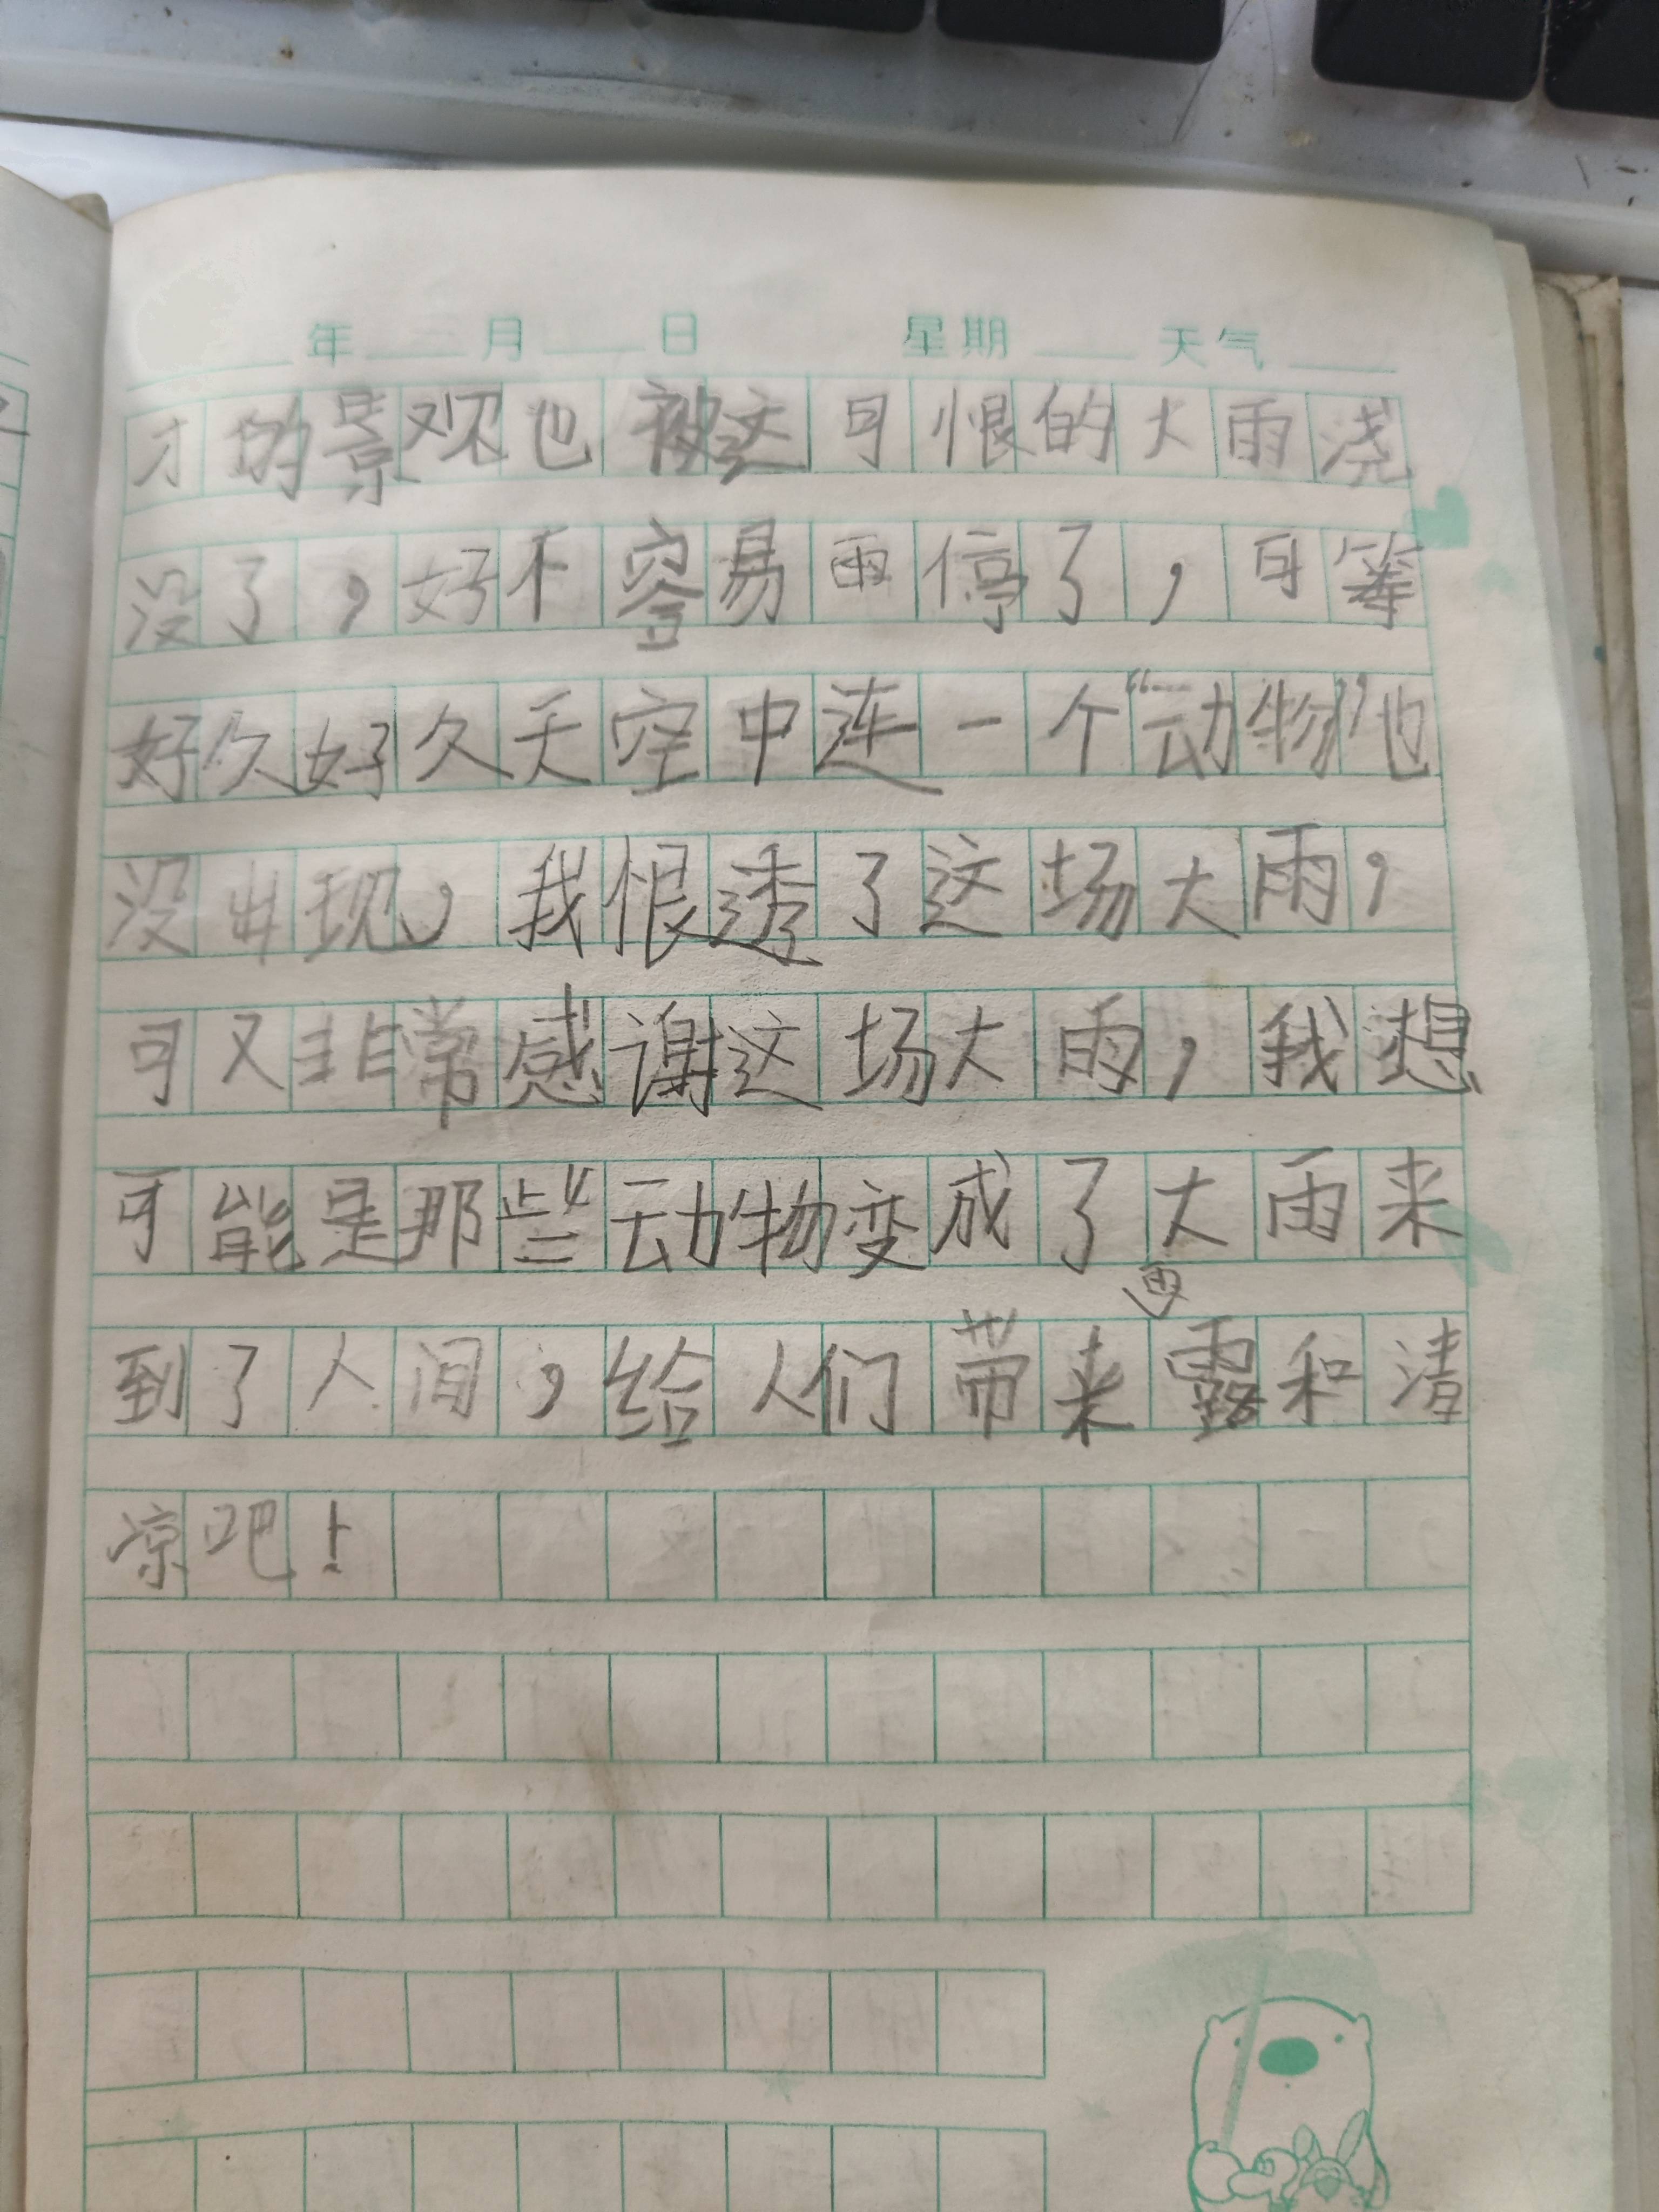 年 月 日 星期 天气
才的景观也被这可恨的大雨浇
没了，好不容易雨停了，可等
好久好久天空中连一个“动物”也
没出现，我恨透了这场大雨，
可又非常感谢这场大雨，我想
可能是那些“动物变成了大雨来
到了人间，给人们带来雨露和清
凉吧！